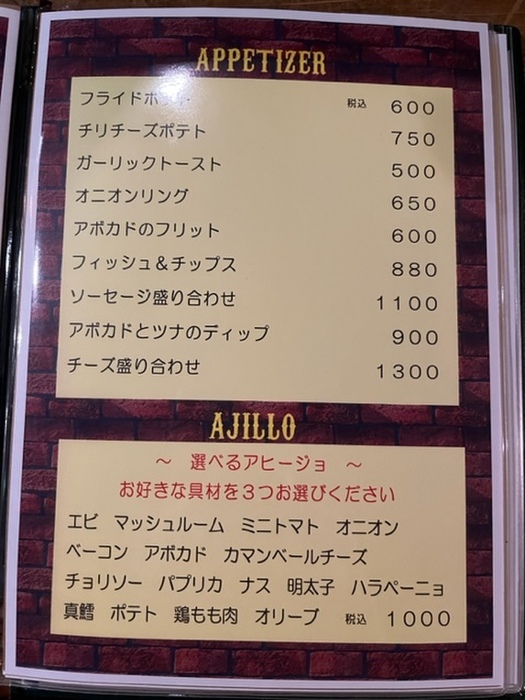 APPETIZER
税込 600
チリチーズポテト 750
ガーリックトースト 500
オニオンリング 650
アボカドのフリット 600
フィッシュ&チップス 880
ソーセージ盛り合わせ 1100
アボカドとツナのディップ 900
チーズ盛り合わせ 1300
AJILLO
～ 選べるアヒージョ ～
お好きな具材を3つお選びください
エビ マッシュルーム ミニトマト オニオン
ベーコン アボカド カマンベールチーズ
チョリソー パプリカ ナス 明太子 ハラペーニョ
真鱈 ポテト 鶏もも肉 オリーブ 税込 1000